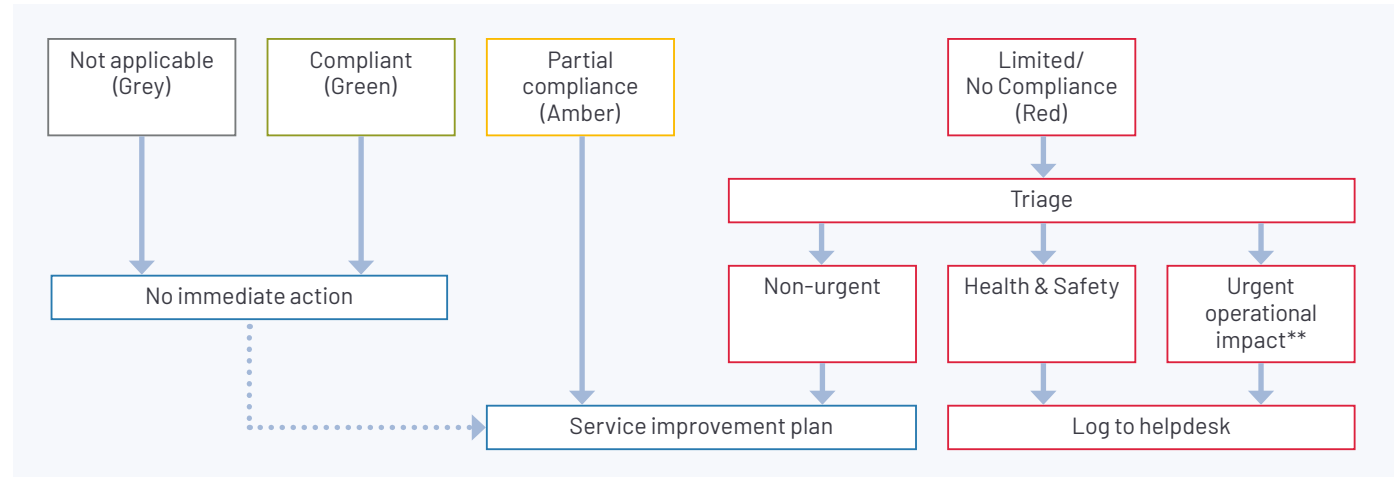 Not applicable
(Grey)
Compliant
(Green)
Partial
compliance
(Amber)
Limited/
No Compliance
(Red)
Triage
Non-urgent
Health & Safety
Urgent
operational
impact**
No immediate action
Service improvement plan
Log to helpdesk